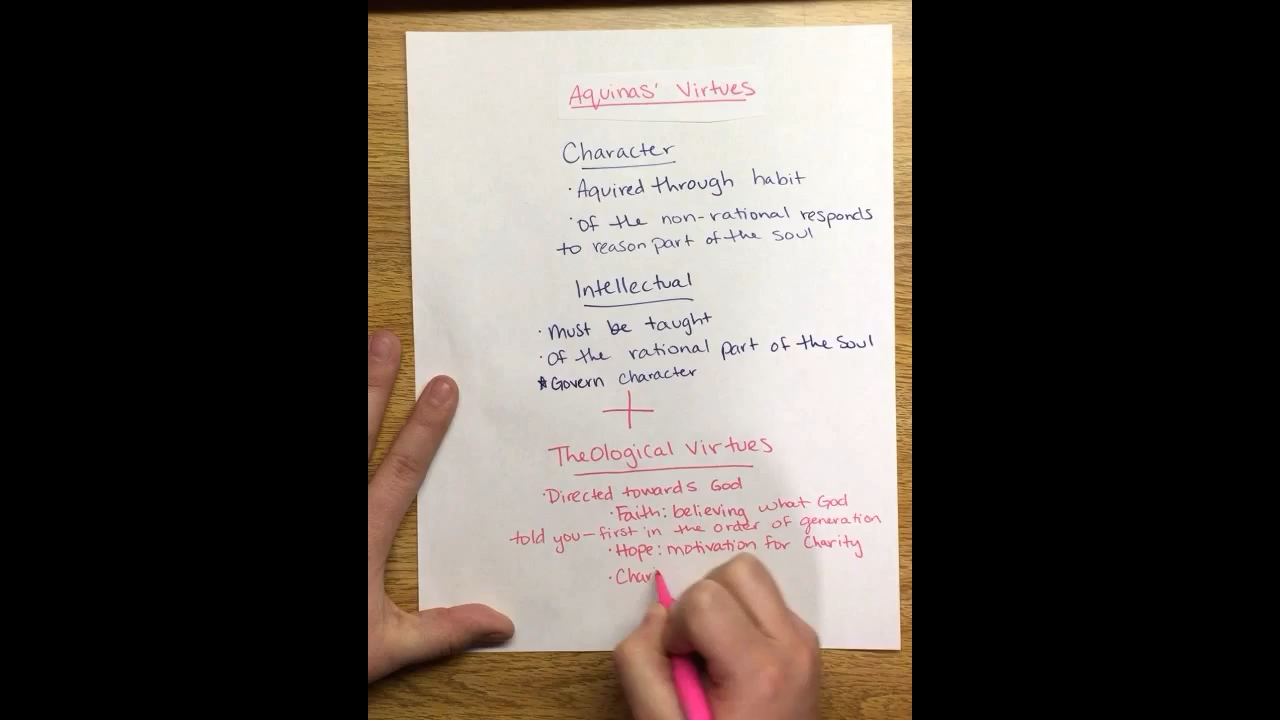 Aquinas' Virtues
Character
· Aquired through habit
· of the non-rational responds
to reason part of the soul
Intellectual
· Must be taught
· of the rational part of the soul
* Govern character
+
Theological Virtues
· Directed towards God
· Faith: believing what God
told you - first in the order of generation
· Hope: motivation for Charity
· Char